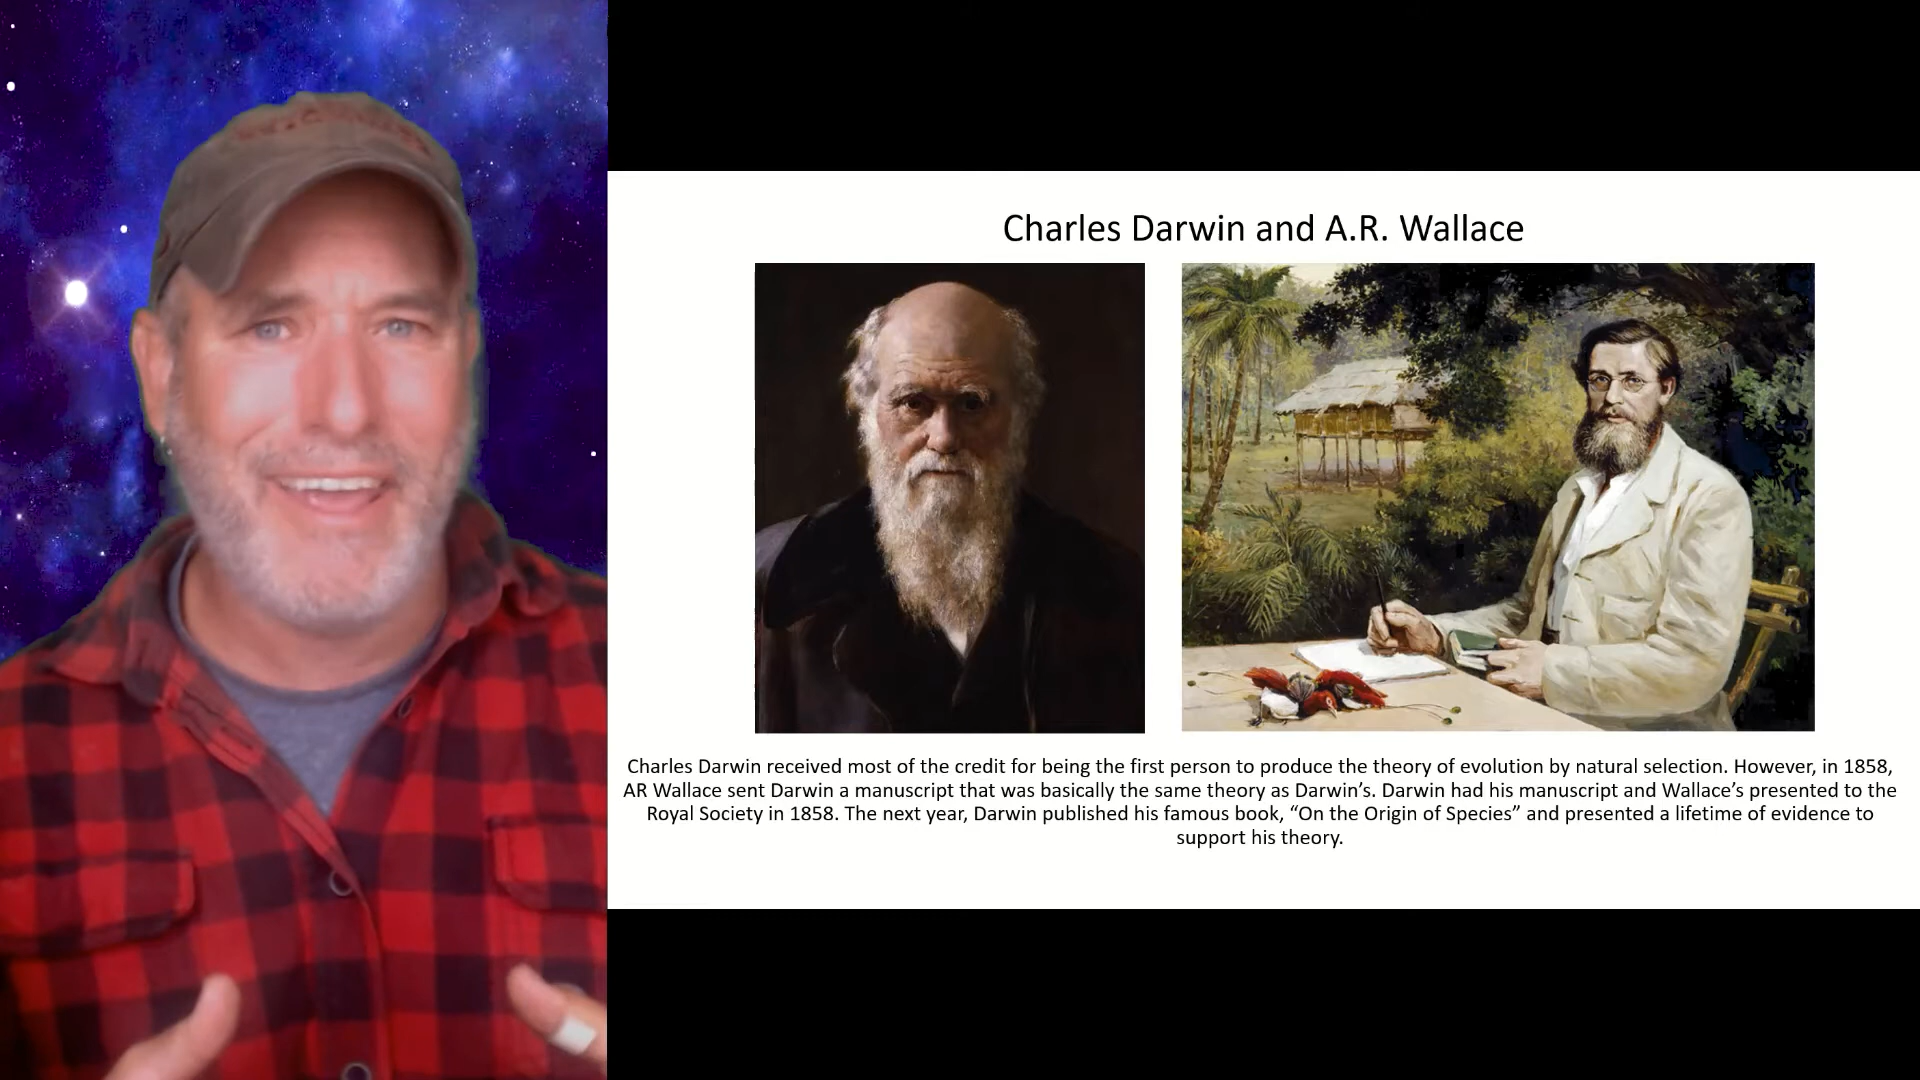 Charles Darwin and A.R. Wallace
Charles Darwin received most of the credit for being the first person to produce the theory of evolution by natural selection. However, in 1858,
AR Wallace sent Darwin a manuscript that was basically the same theory as Darwin’s. Darwin had his manuscript and Wallace’s presented to the
Royal Society in 1858. The next year, Darwin published his famous book, “On the Origin of Species” and presented a lifetime of evidence to
support his theory.